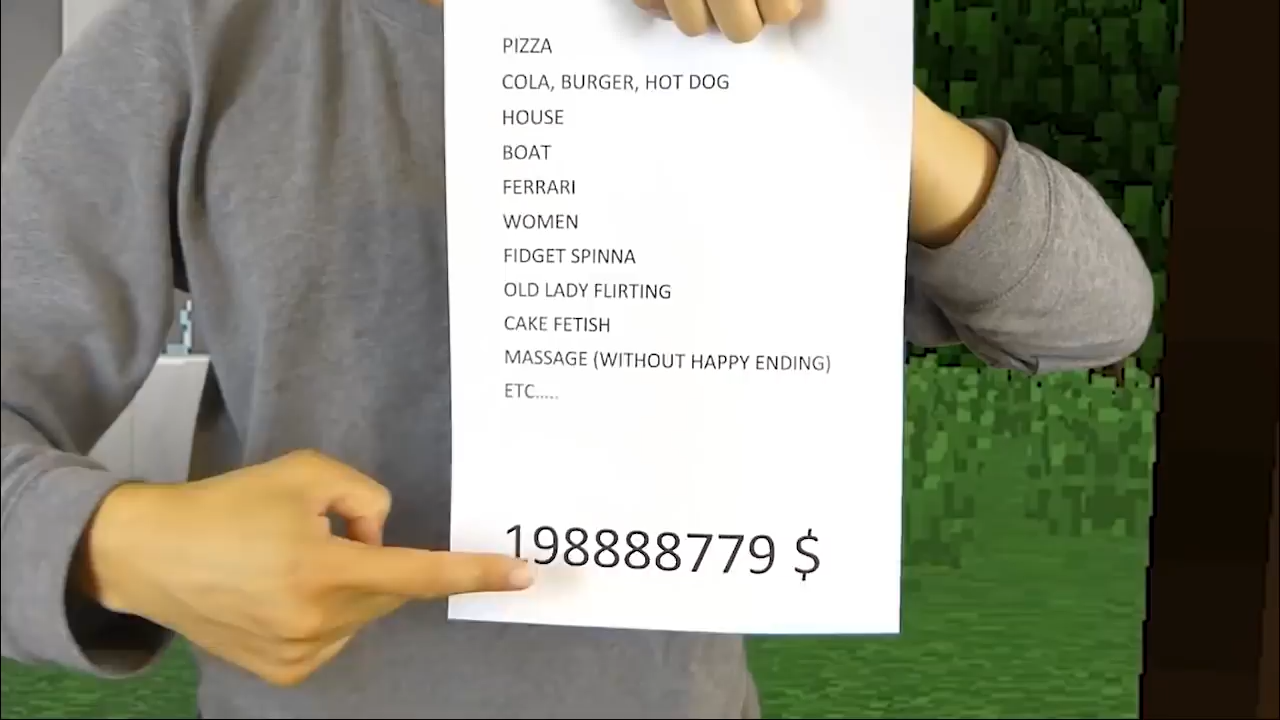 PIZZA
COLA, BURGER, HOT DOG
HOUSE
BOAT
FERRARI
WOMEN
FIDGET SPINNA
OLD LADY FLIRTING
CAKE FETISH
MASSAGE (WITHOUT HAPPY ENDING)
ETC.....
198888779 $